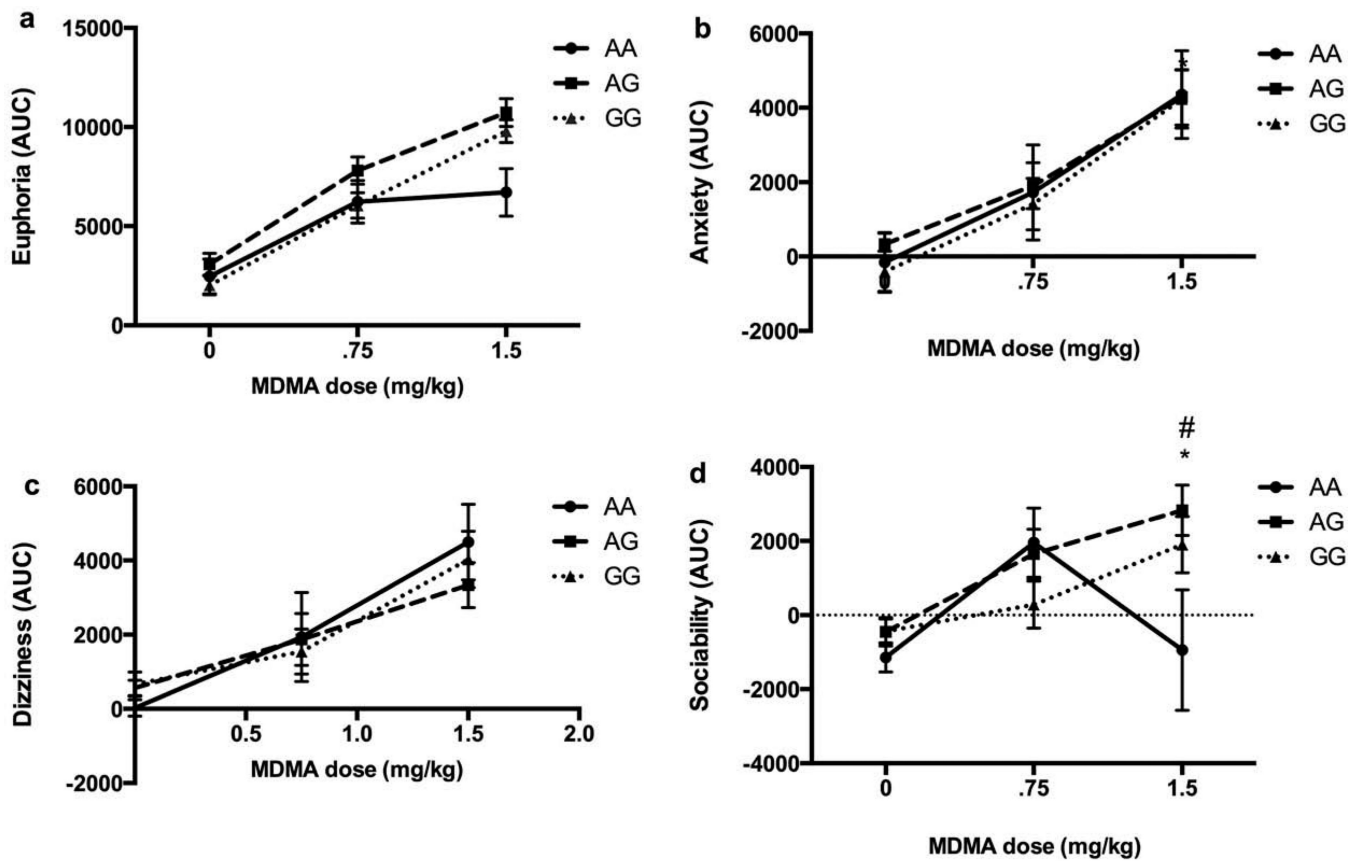 a
15000
10000
5000
0
Euphoria (AUC)
0 .75 1.5
MDMA dose (mg/kg)
AA
AG
GG
b
6000
4000
2000
0
-2000
Anxiety (AUC)
*
0 .75 1.5
MDMA dose (mg/kg)
AA
AG
GG
c
6000
4000
2000
0
-2000
Dizziness (AUC)
0.5 1.0 1.5 2.0
MDMA dose (mg/kg)
AA
AG
GG
d
#
*
4000
2000
0
-2000
-4000
Sociability (AUC)
0 .75 1.5
MDMA dose (mg/kg)
AA
AG
GG